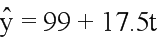 ŷ = 99 + 17.5t